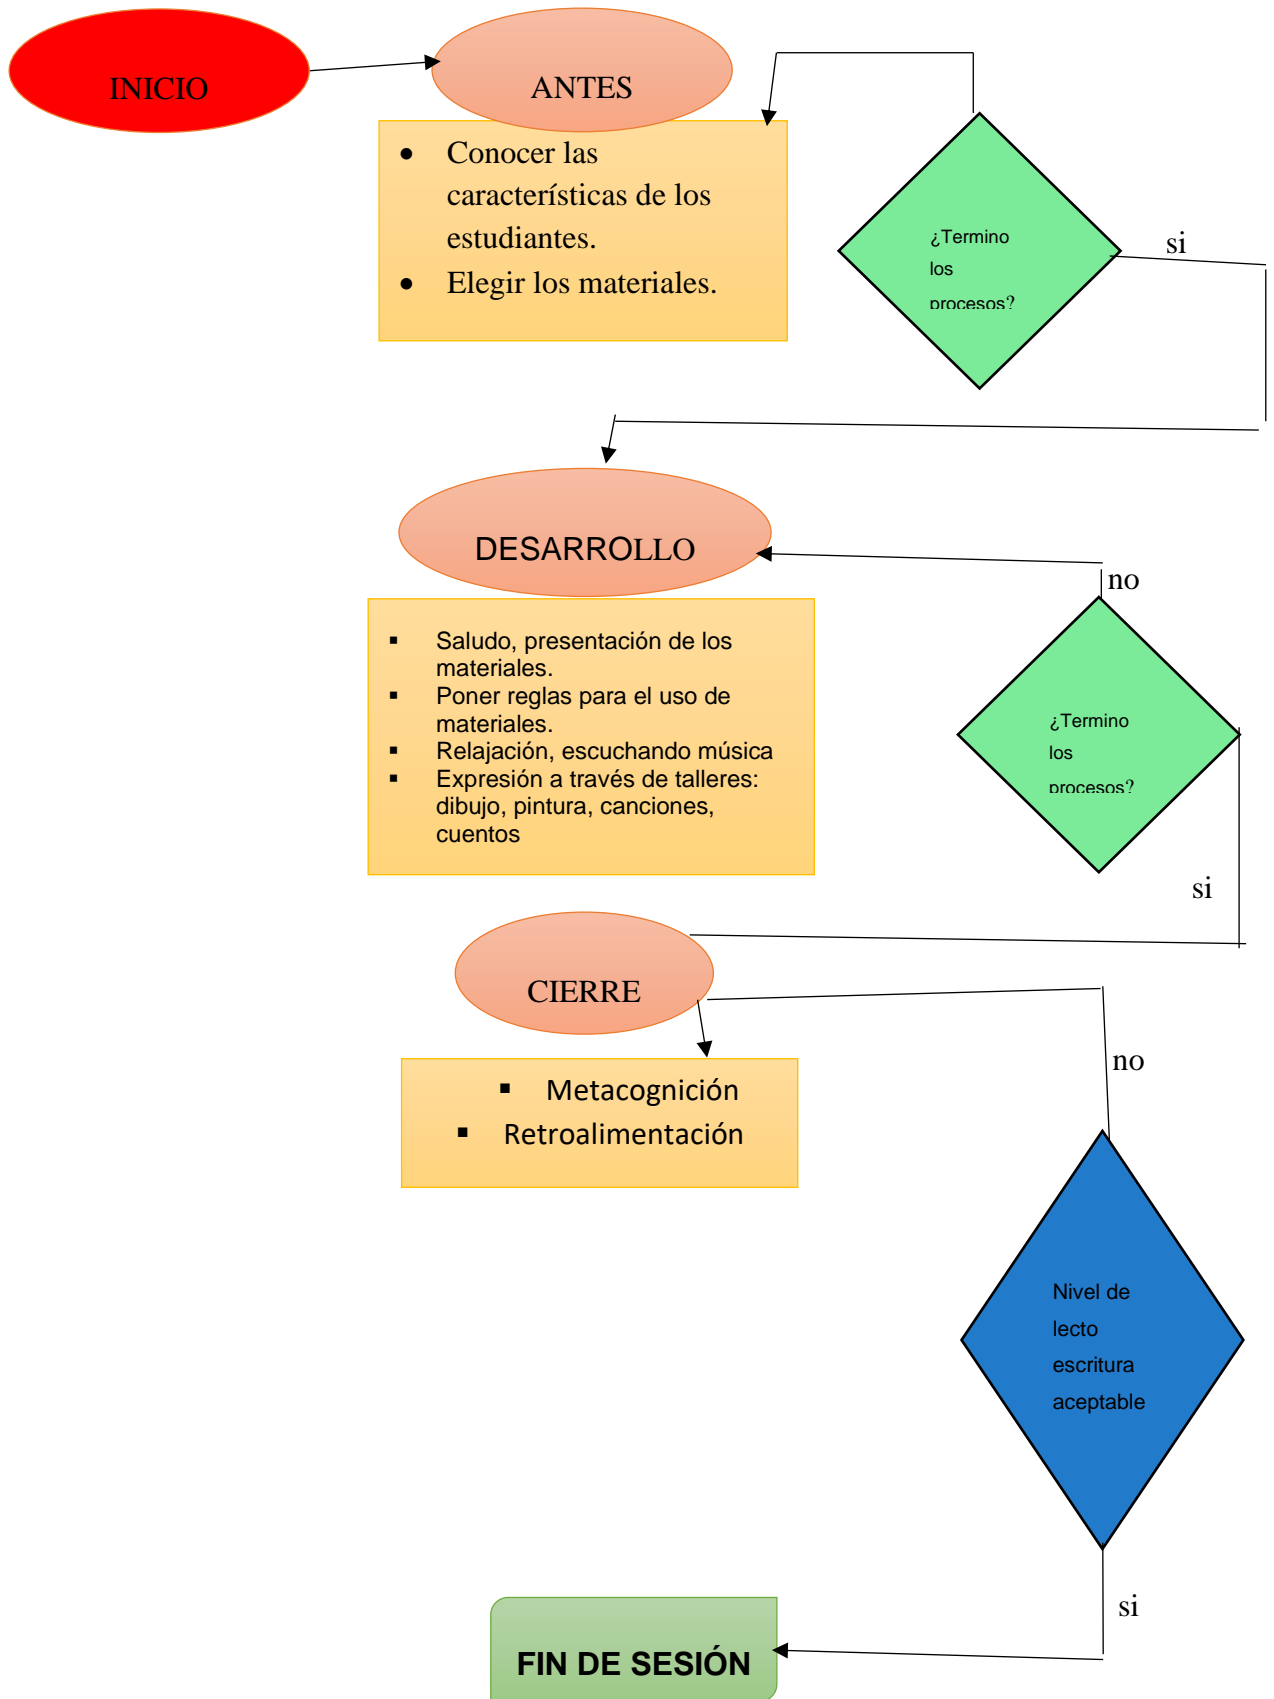 INICIO
ANTES
• Conocer las
características de los
estudiantes.
• Elegir los materiales.
¿Termino
los
procesos?
si
DESARROLLO
no
▪ Saludo, presentación de los
materiales.
▪ Poner reglas para el uso de
materiales.
▪ Relajación, escuchando música
▪ Expresión a través de talleres:
dibujo, pintura, canciones,
cuentos
¿Termino
los
procesos?
si
CIERRE
no
▪ Metacognición
▪ Retroalimentación
Nivel de
lecto
escritura
aceptable
si
FIN DE SESIÓN